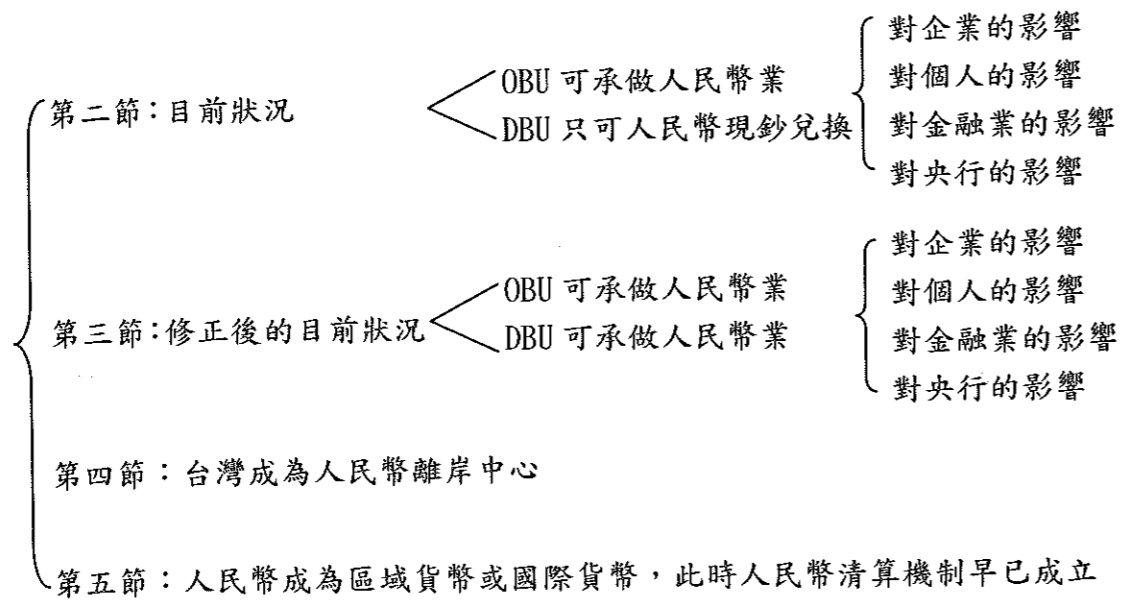 第二節：目前狀況
OBU 可承做人民幣業
DBU 只可人民幣現鈔兌換
對企業的影響
對個人的影響
對金融業的影響
對央行的影響
第三節：修正後的目前狀況
OBU 可承做人民幣業
DBU 可承做人民幣業
對企業的影響
對個人的影響
對金融業的影響
對央行的影響
第四節：台灣成為人民幣離岸中心
第五節：人民幣成為區域貨幣或國際貨幣，此時人民幣清算機制早已成立